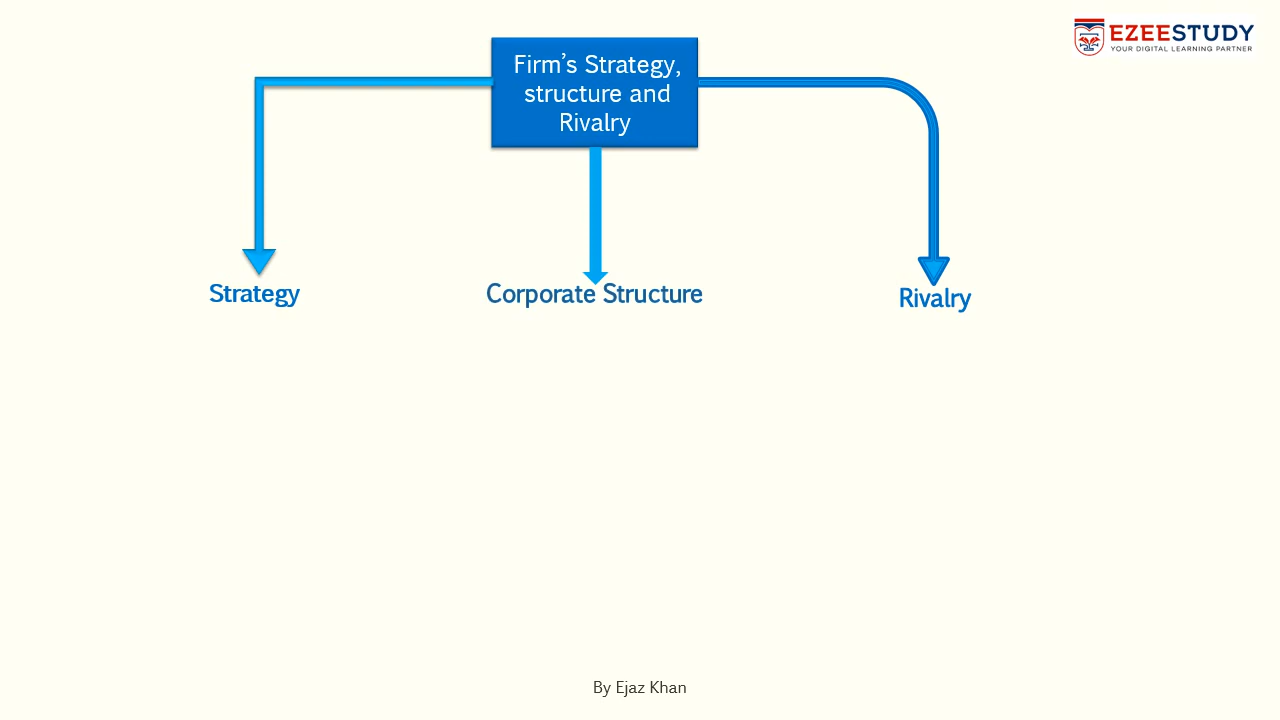 EZEESTUDY
YOUR DIGITAL LEARNING PARTNER
Firm’s Strategy,
structure and
Rivalry
Strategy
Corporate Structure
Rivalry
By Ejaz Khan